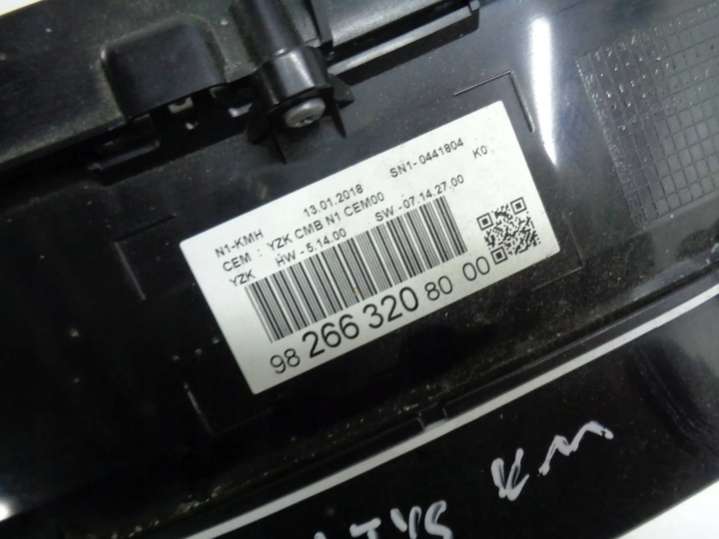 N1-KMH 13.01.2018 SN1-0441804 K0
CEM : YZK CMB N1 CEM00
YZK HW-5.14.00 SW-07.14.27.00
98 266 320 80 00
KM